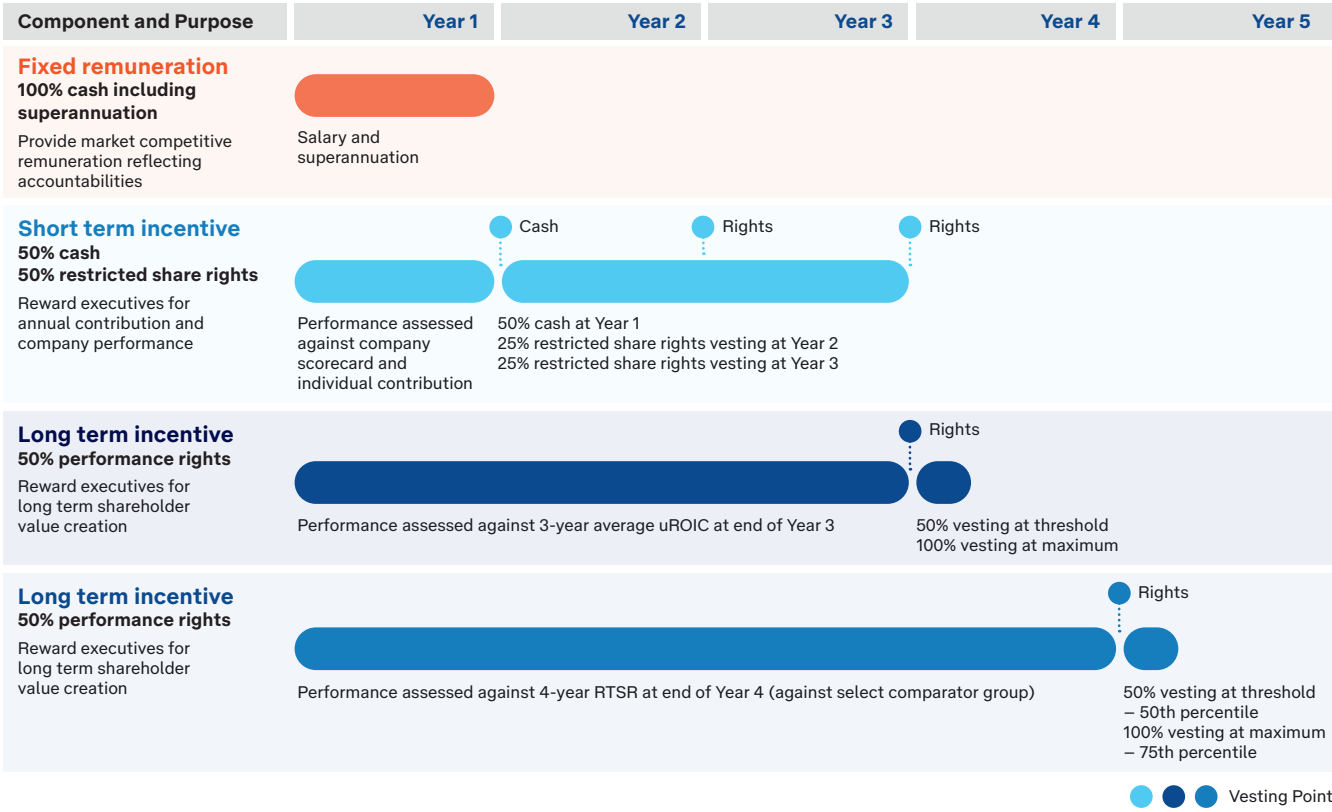 Component and Purpose
Year 1
Year 2
Year 3
Year 4
Year 5
Fixed remuneration
100% cash including
superannuation
Provide market competitive
remuneration reflecting
accountabilities
Salary and
superannuation
Short term incentive
50% cash
50% restricted share rights
Reward executives for
annual contribution and
company performance
Cash
Rights
Rights
Performance assessed
against company
scorecard and
individual contribution
50% cash at Year 1
25% restricted share rights vesting at Year 2
25% restricted share rights vesting at Year 3
Long term incentive
50% performance rights
Reward executives for
long term shareholder
value creation
Rights
Performance assessed against 3-year average uROIC at end of Year 3
50% vesting at threshold
100% vesting at maximum
Long term incentive
50% performance rights
Reward executives for
long term shareholder
value creation
Rights
Performance assessed against 4-year RTSR at end of Year 4 (against select comparator group)
50% vesting at threshold
– 50th percentile
100% vesting at maximum
– 75th percentile
Vesting Point